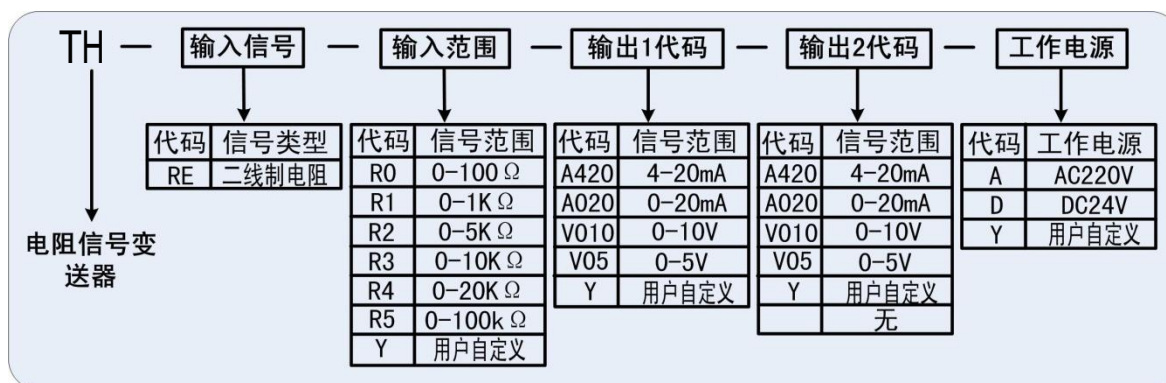 TH — 输入信号 — 输入范围 — 输出1代码 — 输出2代码 — 工作电源
代码 信号类型
RE 二线制电阻
代码 信号范围
R0 0-100Ω
R1 0-1KΩ
R2 0-5KΩ
R3 0-10KΩ
R4 0-20KΩ
R5 0-100kΩ
Y 用户自定义
代码 信号范围
A420 4-20mA
A020 0-20mA
V010 0-10V
V05 0-5V
Y 用户自定义
代码 信号范围
A420 4-20mA
A020 0-20mA
V010 0-10V
V05 0-5V
Y 用户自定义
无
代码 工作电源
A AC220V
D DC24V
Y 用户自定义
电阻信号变
送器